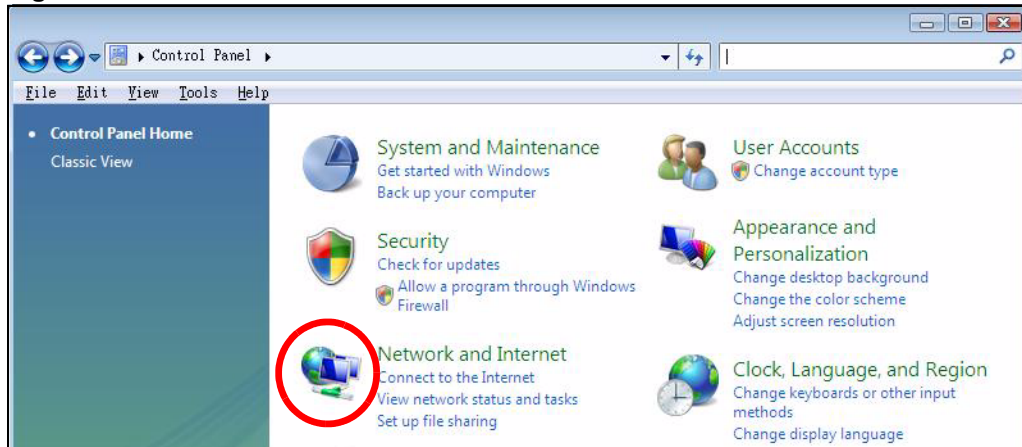 Control Panel
File Edit View Tools Help
Control Panel Home
Classic View
System and Maintenance
Get started with Windows
Back up your computer
Security
Check for updates
Allow a program through Windows
Firewall
Network and Internet
Connect to the Internet
View network status and tasks
Set up file sharing
User Accounts
Change account type
Appearance and
Personalization
Change desktop background
Change the color scheme
Adjust screen resolution
Clock, Language, and Region
Change keyboards or other input
methods
Change display language